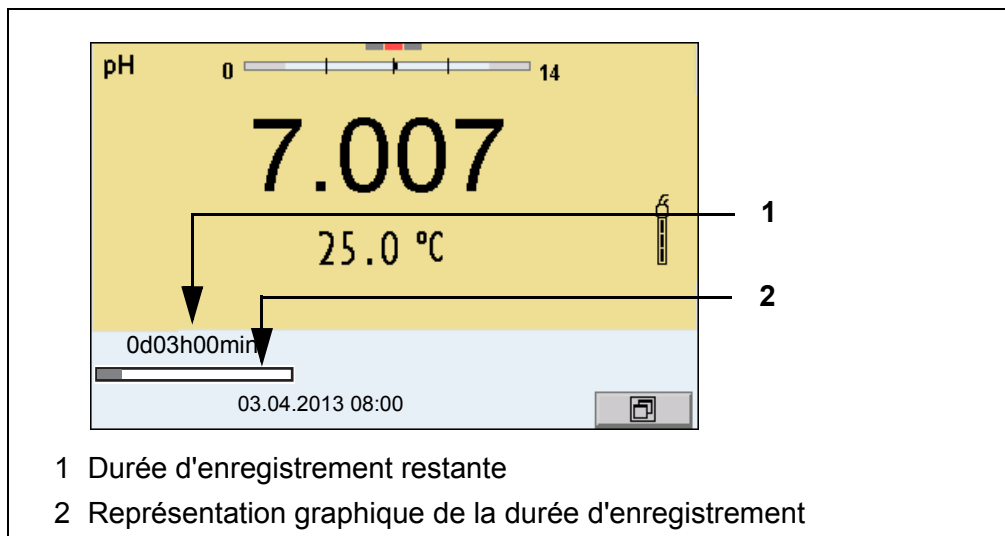 pH
0 14
7.007
1
25.0 °C
2
0d03h00min
03.04.2013 08:00
1 Durée d'enregistrement restante
2 Représentation graphique de la durée d'enregistrement